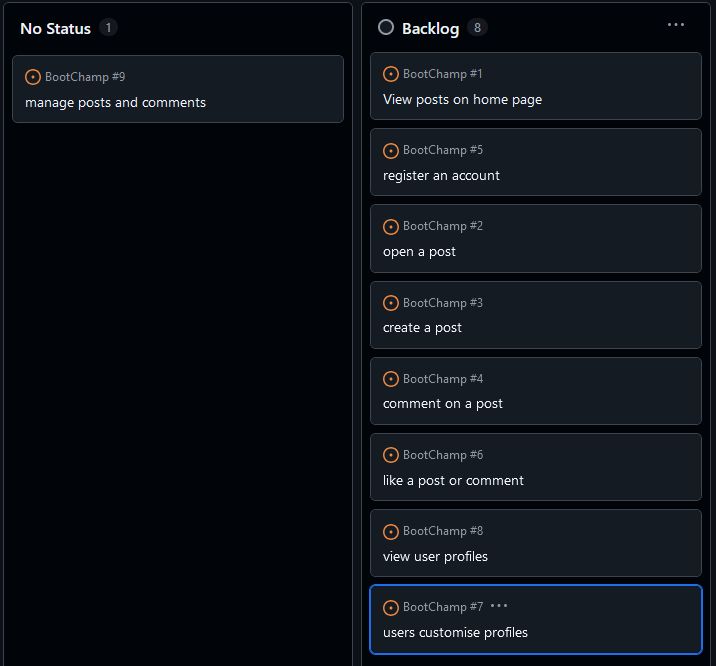 No Status 1
BootChamp #9
manage posts and comments
Backlog 8
BootChamp #1
View posts on home page
BootChamp #5
register an account
BootChamp #2
open a post
BootChamp #3
create a post
BootChamp #4
comment on a post
BootChamp #6
like a post or comment
BootChamp #8
view user profiles
BootChamp #7
users customise profiles